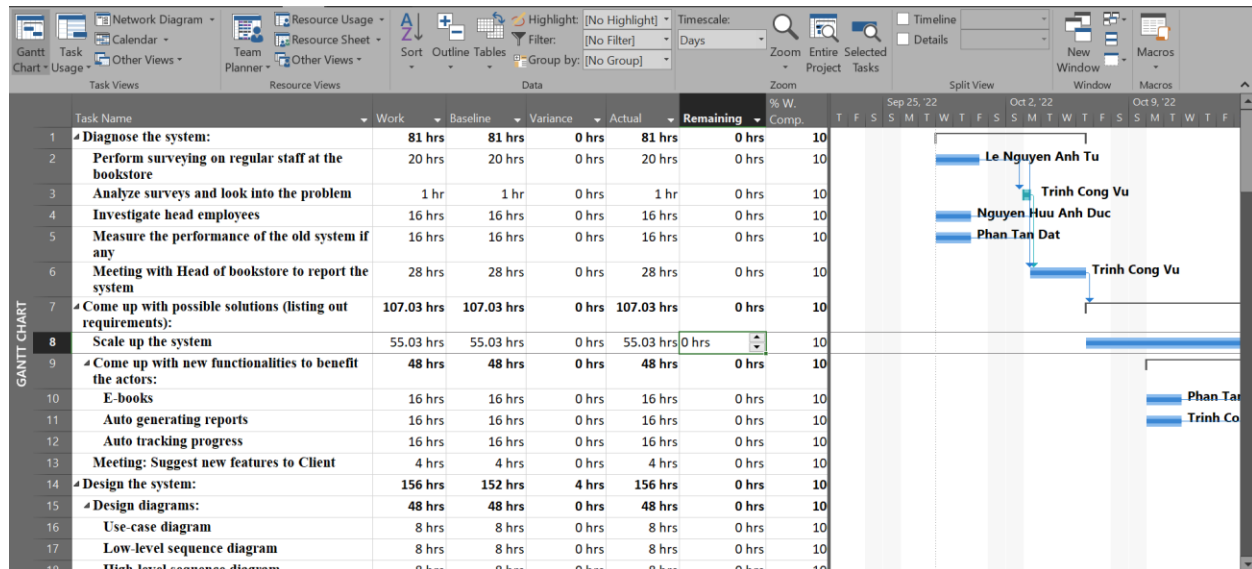 Network Diagram
Calendar
Other Views
Gantt Chart
Task Usage
Task Views
Team Planner
Resource Usage
Resource Sheet
Other Views
Resource Views
Sort
Outline
Tables
Highlight: [No Highlight]
Filter: [No Filter]
Group by: [No Group]
Data
Timescale:
Days
Zoom
Entire Project
Selected Tasks
Zoom
Timeline
Details
Split View
New Window
Window
Macros
Macros
GANTT CHART
Task Name Work Baseline Variance Actual Remaining % W. Comp.
Sep 25, '22 Oct 2, '22 Oct 9, '22
T F S S M T W T F S S M T W T F S S M T W T F
1 Diagnose the system: 81 hrs 81 hrs 0 hrs 81 hrs 0 hrs 10
2 Perform surveying on regular staff at the bookstore 20 hrs 20 hrs 0 hrs 20 hrs 0 hrs 10 Le Nguyen Anh Tu
3 Analyze surveys and look into the problem 1 hr 1 hr 0 hrs 1 hr 0 hrs 10 Trinh Cong Vu
4 Investigate head employees 16 hrs 16 hrs 0 hrs 16 hrs 0 hrs 10 Nguyen Huu Anh Duc
5 Measure the performance of the old system if any 16 hrs 16 hrs 0 hrs 16 hrs 0 hrs 10 Phan Tan Dat
6 Meeting with Head of bookstore to report the system 28 hrs 28 hrs 0 hrs 28 hrs 0 hrs 10 Trinh Cong Vu
7 Come up with possible solutions (listing out requirements): 107.03 hrs 107.03 hrs 0 hrs 107.03 hrs 0 hrs 10
8 Scale up the system 55.03 hrs 55.03 hrs 0 hrs 55.03 hrs 0 hrs 10
9 Come up with new functionalities to benefit the actors: 48 hrs 48 hrs 0 hrs 48 hrs 0 hrs 10
10 E-books 16 hrs 16 hrs 0 hrs 16 hrs 0 hrs 10 Phan Tan
11 Auto generating reports 16 hrs 16 hrs 0 hrs 16 hrs 0 hrs 10 Trinh Co
12 Auto tracking progress 16 hrs 16 hrs 0 hrs 16 hrs 0 hrs 10
13 Meeting: Suggest new features to Client 4 hrs 4 hrs 0 hrs 4 hrs 0 hrs 10
14 Design the system: 156 hrs 152 hrs 4 hrs 156 hrs 0 hrs 10
15 Design diagrams: 48 hrs 48 hrs 0 hrs 48 hrs 0 hrs 10
16 Use-case diagram 8 hrs 8 hrs 0 hrs 8 hrs 0 hrs 10
17 Low-level sequence diagram 8 hrs 8 hrs 0 hrs 8 hrs 0 hrs 10
High-level sequence diagram